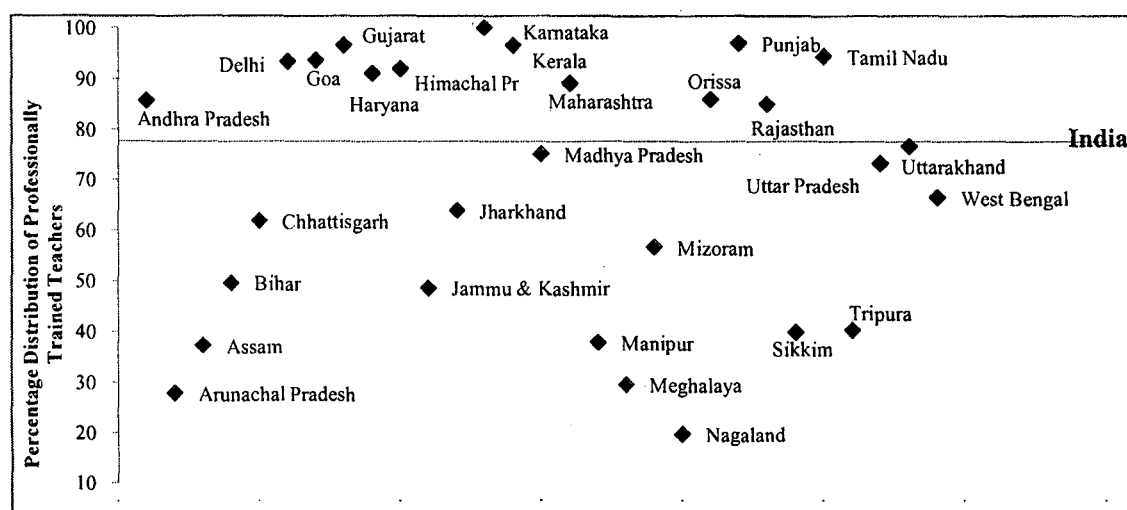 Percentage Distribution of Professionally
Trained Teachers
100
90
80
70
60
50
40
30
20
10
Karnataka
Gujarat
Punjab
Tamil Nadu
Delhi
Kerala
Goa
Himachal Pr
Orissa
Haryana
Maharashtra
Andhra Pradesh
Rajasthan
India
Madhya Pradesh
Uttarakhand
Uttar Pradesh
West Bengal
Jharkhand
Chhattisgarh
Mizoram
Bihar
Jammu & Kashmir
Tripura
Assam
Manipur
Sikkim
Arunachal Pradesh
Meghalaya
Nagaland